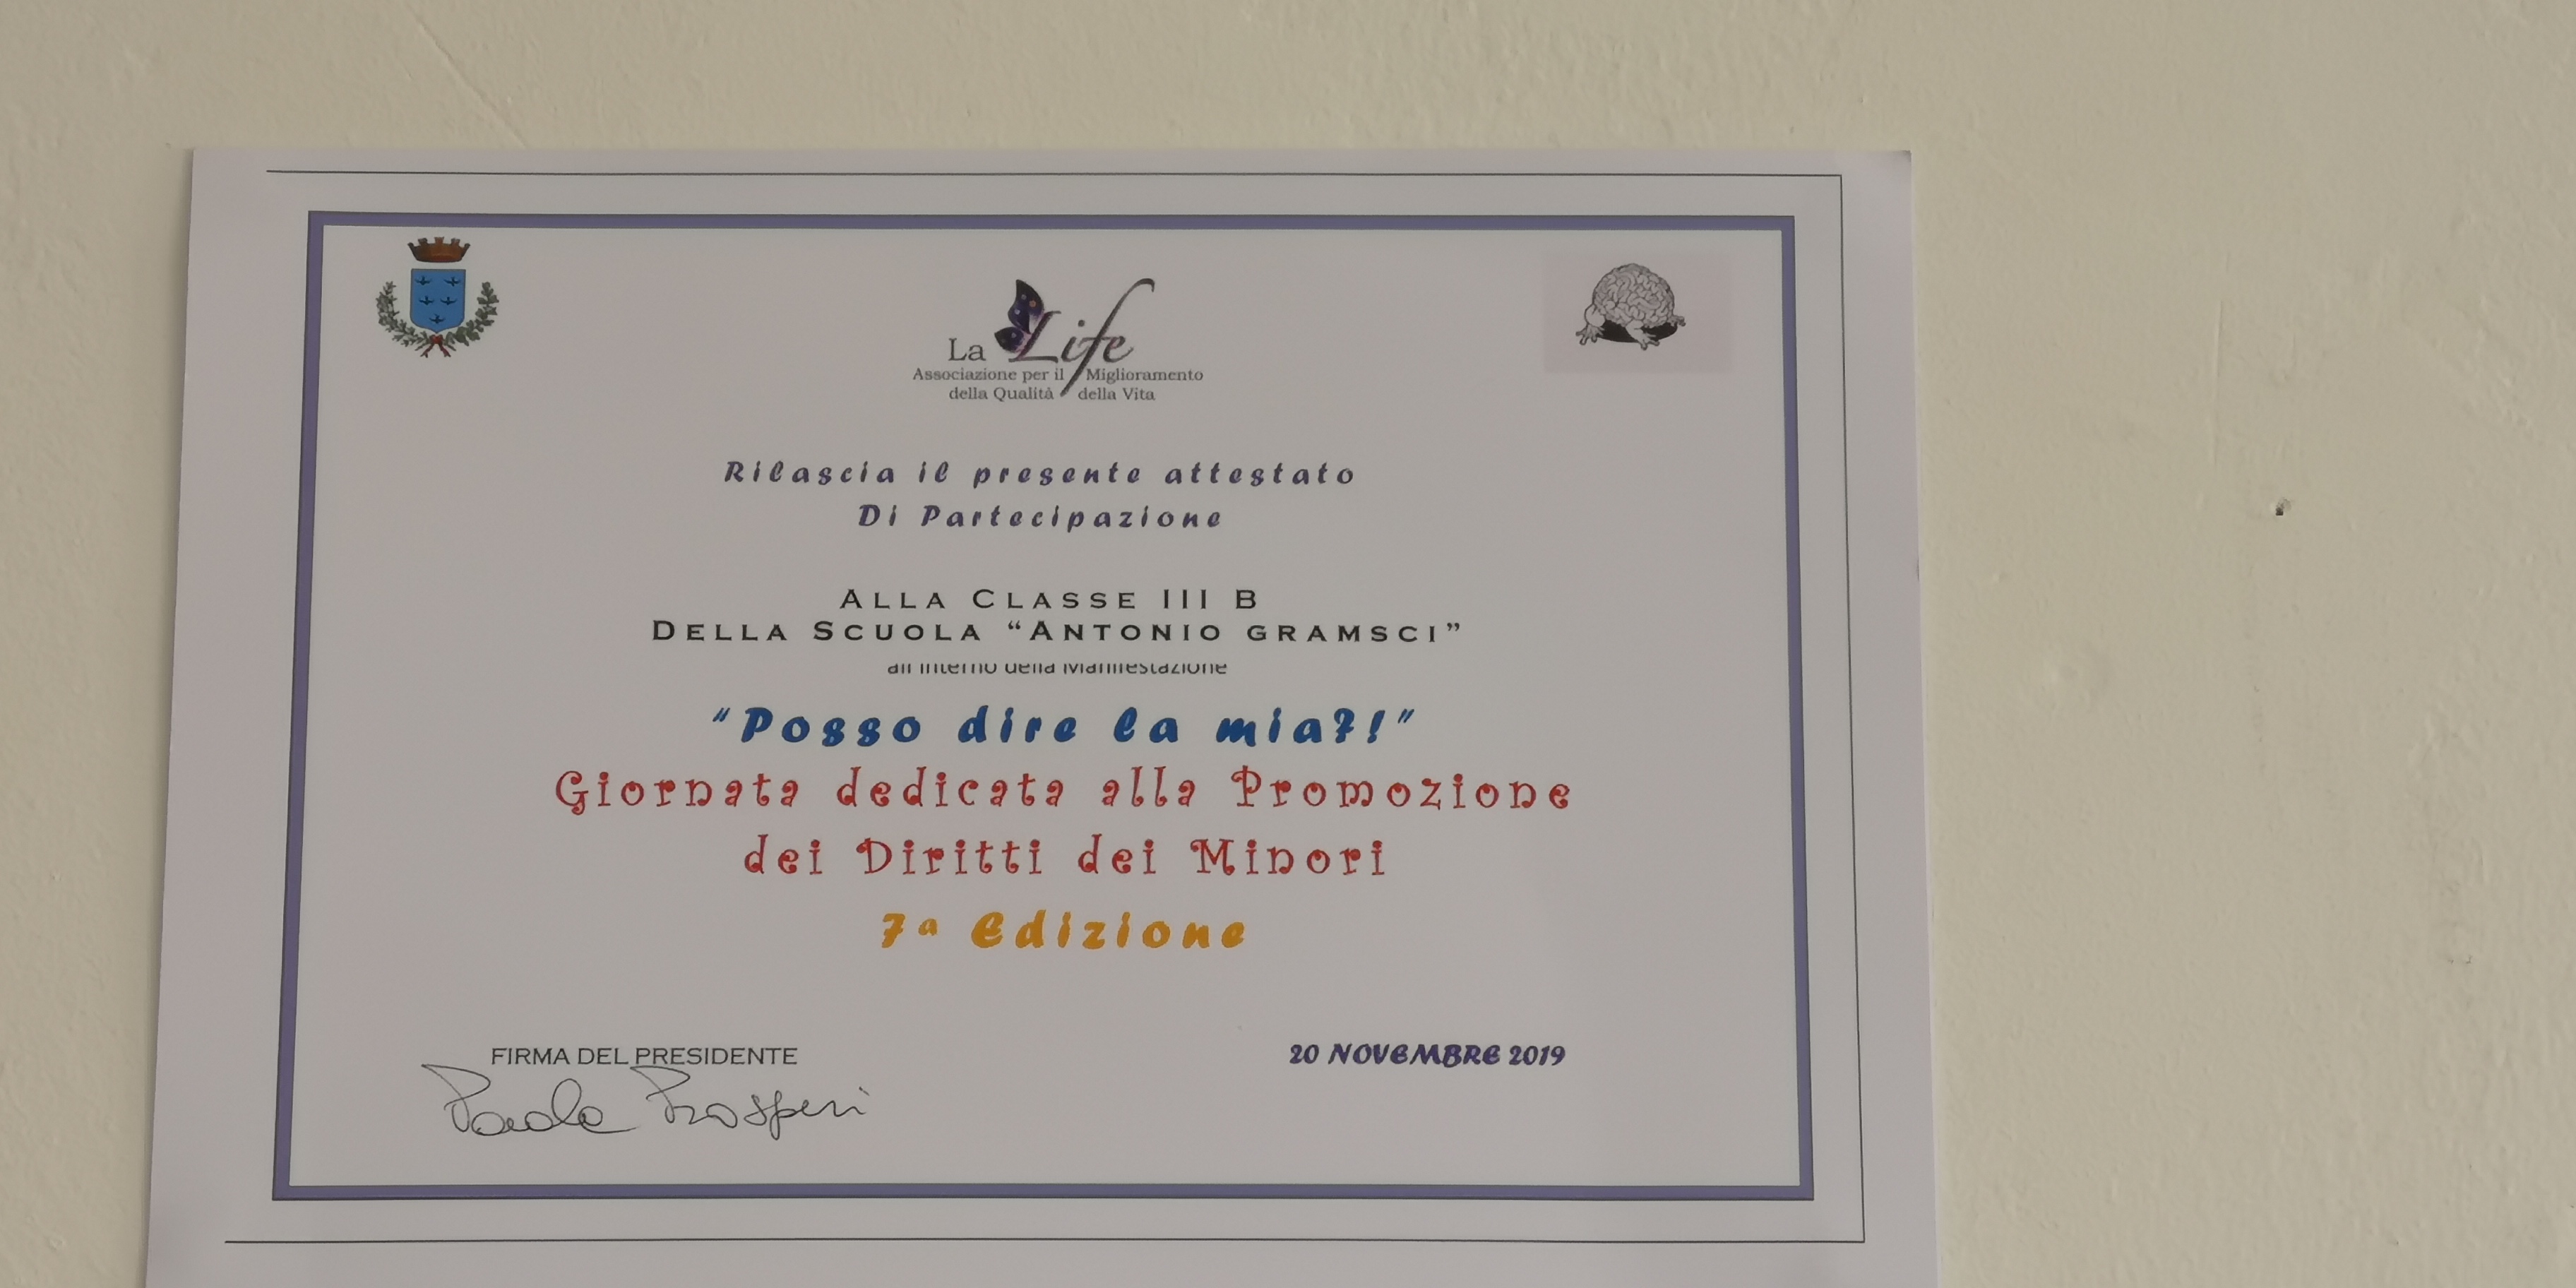 La Life
Associazione per il Miglioramento
della Qualità della Vita
Rilascia il presente attestato
Di Partecipazione
ALLA CLASSE III B
DELLA SCUOLA “ANTONIO GRAMSCI”
all'interno della Manifestazione
“Posso dire la mia?!”
Giornata dedicata alla Promozione
dei Diritti dei Minori
7ª Edizione
FIRMA DEL PRESIDENTE
20 NOVEMBRE 2019
Paola Prosperi